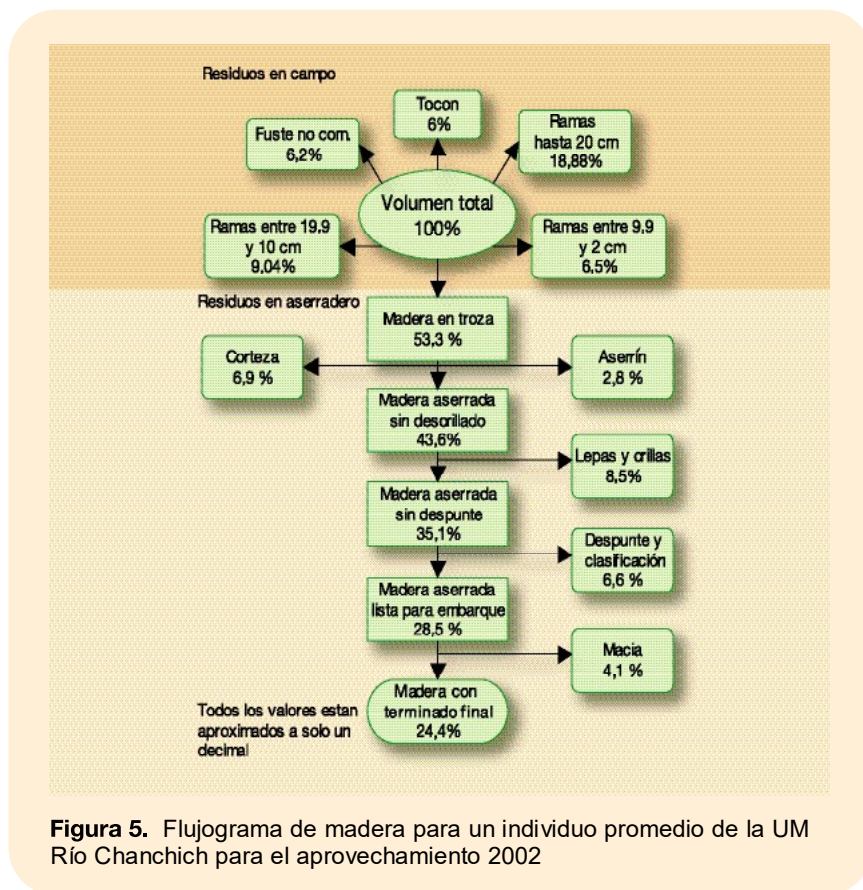 Residuos en campo
Tocon
6%
Fuste no com.
6,2%
Ramas
hasta 20 cm
18,88%
Volumen total
100%
Ramas entre 19.9
y 10 cm
9,04%
Ramas entre 9.9
y 2 cm
6,5%
Residuos en aserradero
Madera en troza
53,3 %
Corteza
6,9 %
Aserrín
2,8 %
Madera aserrada
sin desorillado
43,6%
Lepas y orillas
8,5%
Madera aserrada
sin despunte
35,1%
Despunte y
clasificación
6,6 %
Madera aserrada
lista para embarque
28,5 %
Macia
4,1 %
Madera con
terminado final
24,4%
Todos los valores estan
aproximados a solo un
decimal
Figura 5. Flujograma de madera para un individuo promedio de la UM
Río Chanchich para el aprovechamiento 2002